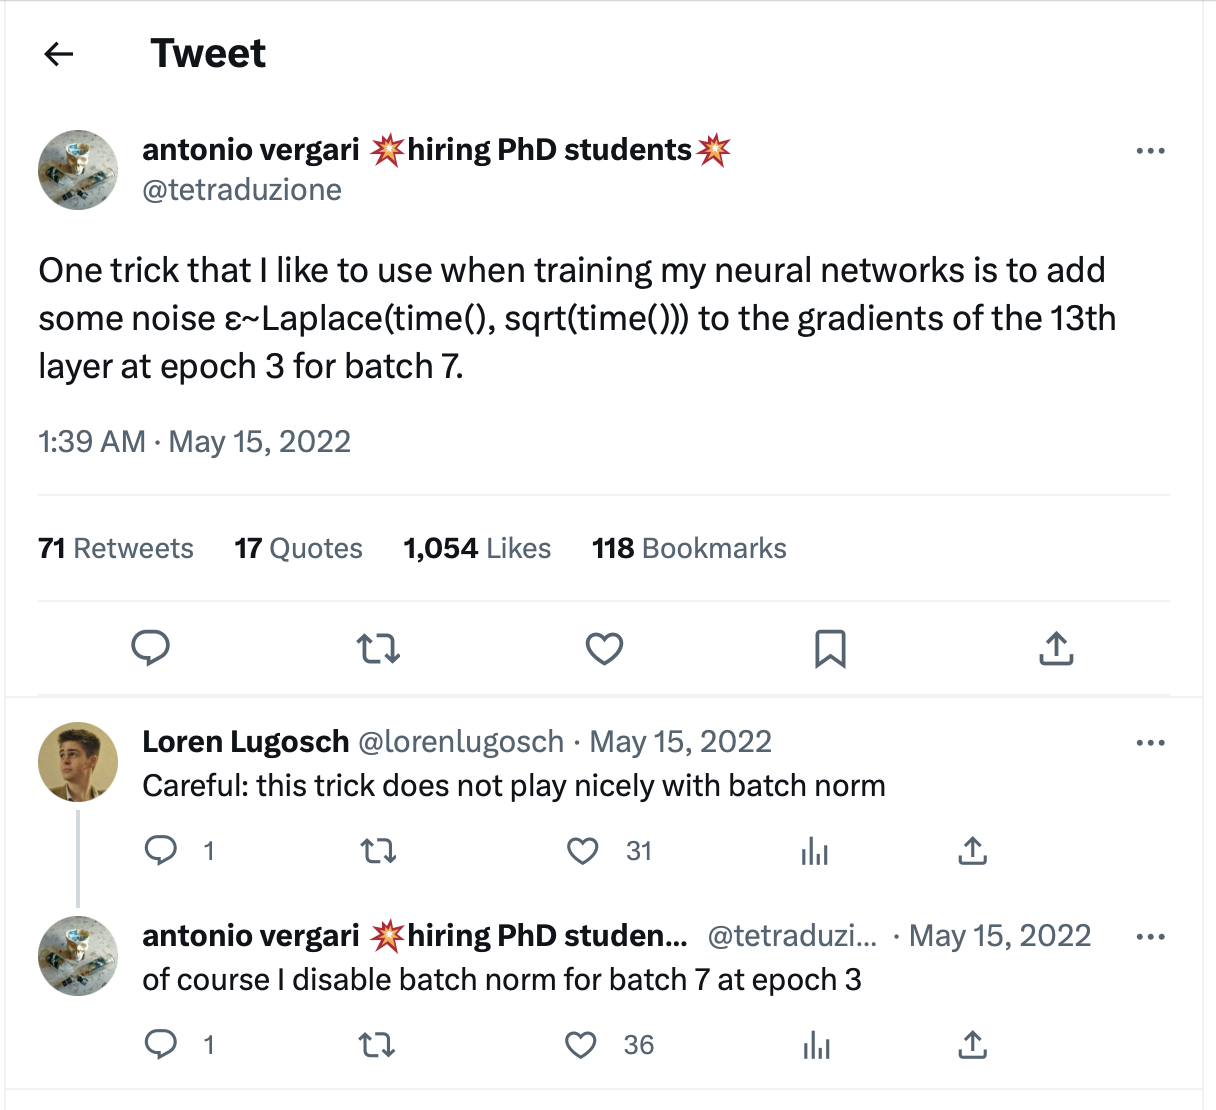 Tweet
antonio vergari 💥hiring PhD students💥
@tetraduzione
One trick that I like to use when training my neural networks is to add
some noise ε~Laplace(time(), sqrt(time())) to the gradients of the 13th
layer at epoch 3 for batch 7.
1:39 AM · May 15, 2022
71 Retweets 17 Quotes 1,054 Likes 118 Bookmarks
Loren Lugosch @lorenlugosch · May 15, 2022
Careful: this trick does not play nicely with batch norm
1 31
antonio vergari 💥hiring PhD studen... @tetraduzi... · May 15, 2022
of course I disable batch norm for batch 7 at epoch 3
1 36